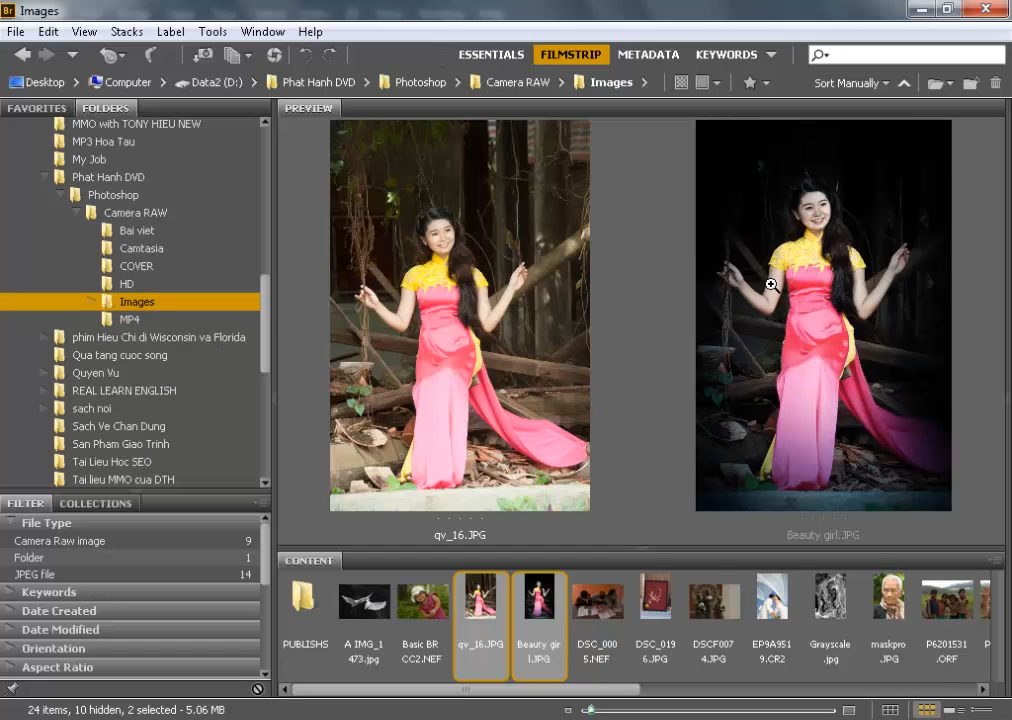 Br Images
File Edit View Stacks Label Tools Window Help
ESSENTIALS FILMSTRIP METADATA KEYWORDS
Desktop Computer Data2 (D:) Phat Hanh DVD Photoshop Camera RAW Images Sort Manually
FAVORITES FOLDERS PREVIEW
MMO with TONY HIEU NEW
MP3 Hoa Tau
My Job
Phat Hanh DVD
Photoshop
Camera RAW
Bai viet
Camtasia
COVER
HD
Images
MP4
phim Hieu Chi di Wisconsin va Florida
Qua tang cuoc song
Quyen Vu
REAL LEARN ENGLISH
sach noi
Sach Ve Chan Dung
San Pham Giao Trinh
Tai Lieu Hoc SEO
Tai lieu MMO cua DTH
qv_16.JPG Beauty girl.JPG
FILTER COLLECTIONS
File Type
Camera Raw image 9
Folder 1
JPEG file 14
Keywords
Date Created
Date Modified
Orientation
Aspect Ratio
CONTENT
PUBLISHS A IMG_1 Basic BR qv_16.JPG Beauty gir DSC_000 DSC_019 DSCF007 EP9A951 Grayscale maskpro P6201531 P
473.jpg CC2.NEF l.JPG 5.NEF 6.JPG 4.JPG 9.CR2 .jpg .JPG .ORF
24 items, 10 hidden, 2 selected - 5.06 MB